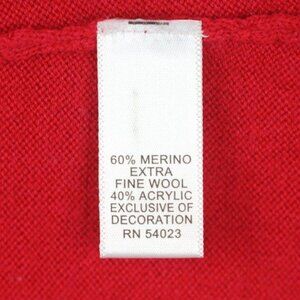 60% MERINO
EXTRA
FINE WOOL
40% ACRYLIC
EXCLUSIVE OF
DECORATION
RN 54023